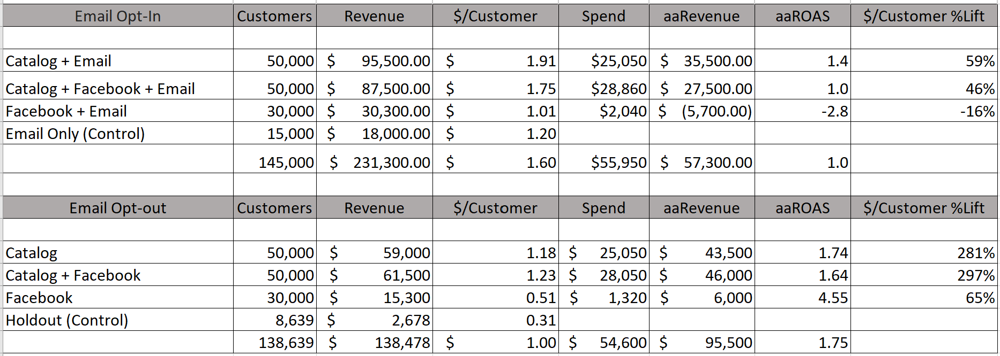 Email Opt-In Customers Revenue $/Customer Spend aaRevenue aaROAS $/Customer %Lift
Catalog + Email 50,000 $ 95,500.00 $ 1.91 $25,050 $ 35,500.00 1.4 59%
Catalog + Facebook + Email 50,000 $ 87,500.00 $ 1.75 $28,860 $ 27,500.00 1.0 46%
Facebook + Email 30,000 $ 30,300.00 $ 1.01 $2,040 $ (5,700.00) -2.8 -16%
Email Only (Control) 15,000 $ 18,000.00 $ 1.20
145,000 $ 231,300.00 $ 1.60 $55,950 $ 57,300.00 1.0
Email Opt-out Customers Revenue $/Customer Spend aaRevenue aaROAS $/Customer %Lift
Catalog 50,000 $ 59,000 1.18 $ 25,050 $ 43,500 1.74 281%
Catalog + Facebook 50,000 $ 61,500 1.23 $ 28,050 $ 46,000 1.64 297%
Facebook 30,000 $ 15,300 0.51 $ 1,320 $ 6,000 4.55 65%
Holdout (Control) 8,639 $ 2,678 0.31
138,639 $ 138,478 $ 1.00 $ 54,600 $ 95,500 1.75